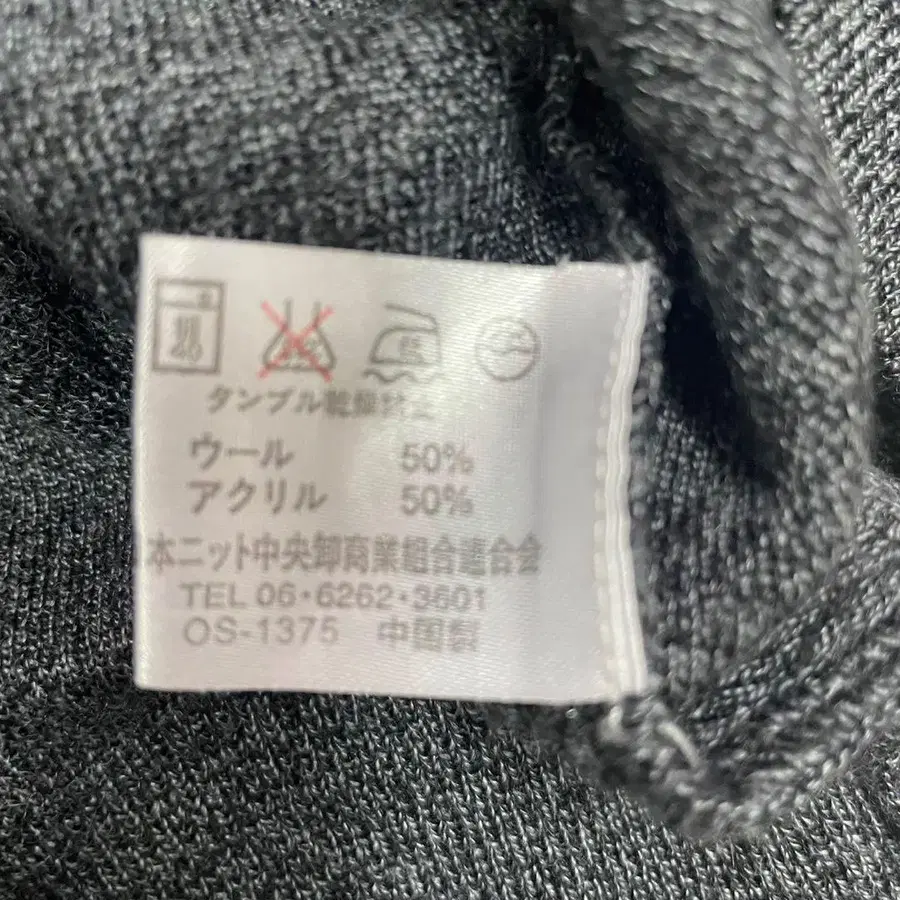 40
タンブル乾燥禁止
ウール 50%
アクリル 50%
本ニット中央卸商業組合連合会
TEL 06・6262・3601
OS-1375 中国製